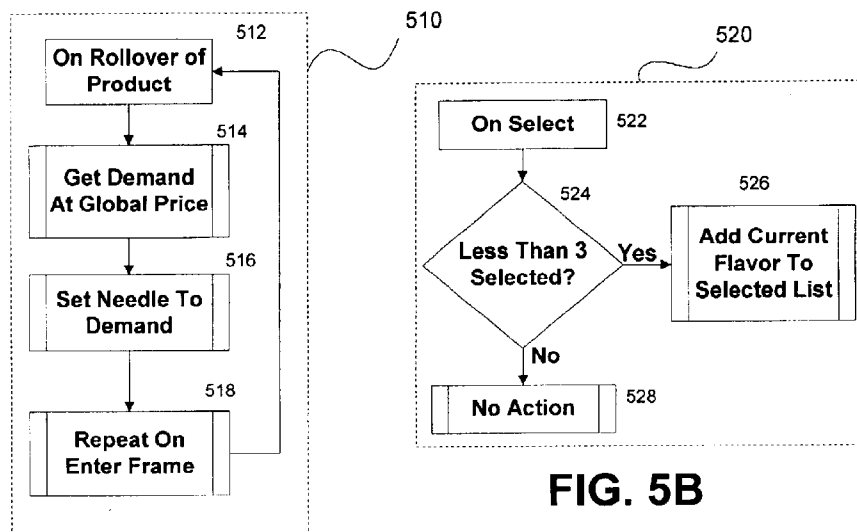 510
512
On Rollover of
Product
514
Get Demand
At Global Price
516
Set Needle To
Demand
518
Repeat On
Enter Frame
520
On Select
522
524
Less Than 3
Selected?
Yes
526
Add Current
Flavor To
Selected List
No
No Action
528
FIG. 5B